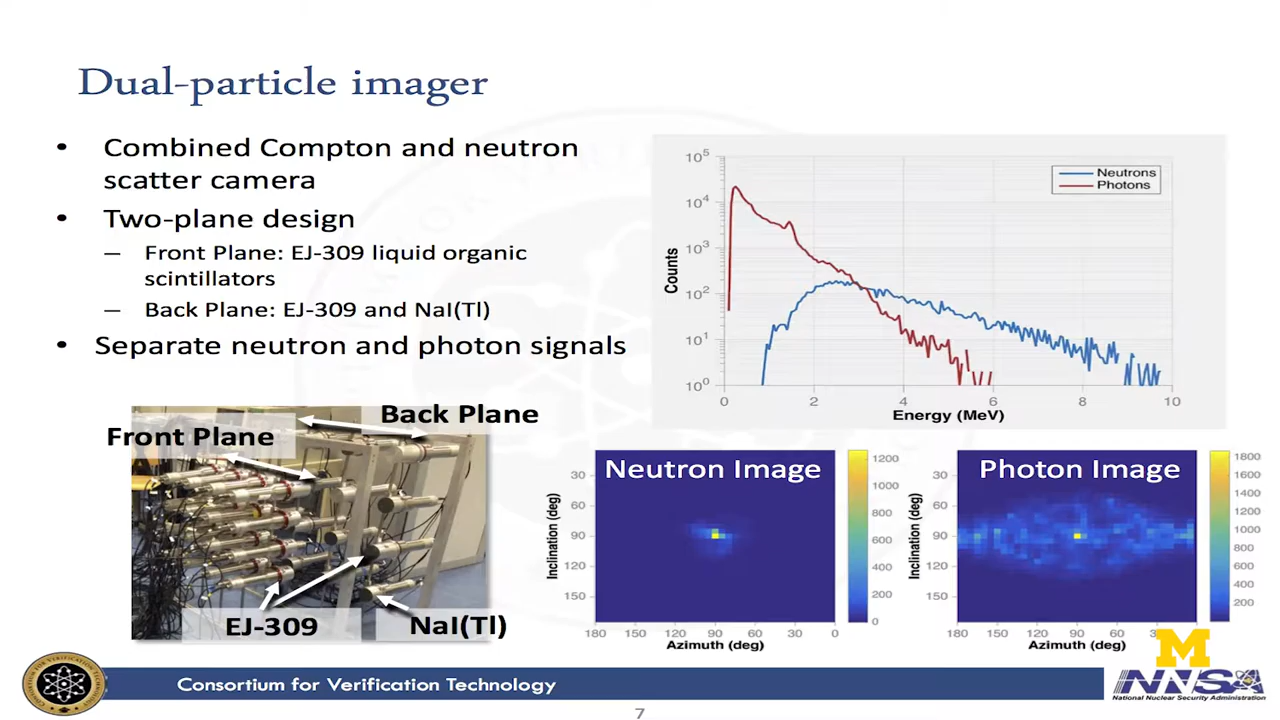 Dual-particle imager
• Combined Compton and neutron
scatter camera
• Two-plane design
– Front Plane: EJ-309 liquid organic
scintillators
– Back Plane: EJ-309 and NaI(Tl)
• Separate neutron and photon signals
Back Plane
Front Plane
EJ-309
NaI(Tl)
Neutrons
Photons
Counts
10⁵
10⁴
10³
10²
10¹
10⁰
0 2 4 6 8 10
Energy (MeV)
Neutron Image
Inclination (deg)
30
60
90
120
150
180 150 120 90 60 30 0
Azimuth (deg)
1200
1000
800
600
400
200
0
Photon Image
Inclination (deg)
30
60
90
120
150
180 150 120 90 60
Azimuth (deg)
1800
1600
1400
1200
1000
800
600
400
200
M
Consortium for Verification Technology
NNSA
National Nuclear Security Administration
7